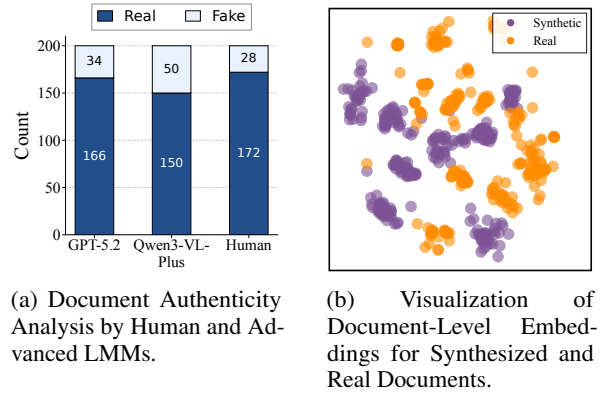 Real Fake
200
150
100
50
0
Count
34
50
28
166
150
172
GPT-5.2
Qwen3-VL-
Plus
Human
Synthetic
Real
(a) Document Authenticity
Analysis by Human and Ad-
vanced LMMs.
(b) Visualization of
Document-Level Embed-
dings for Synthesized and
Real Documents.